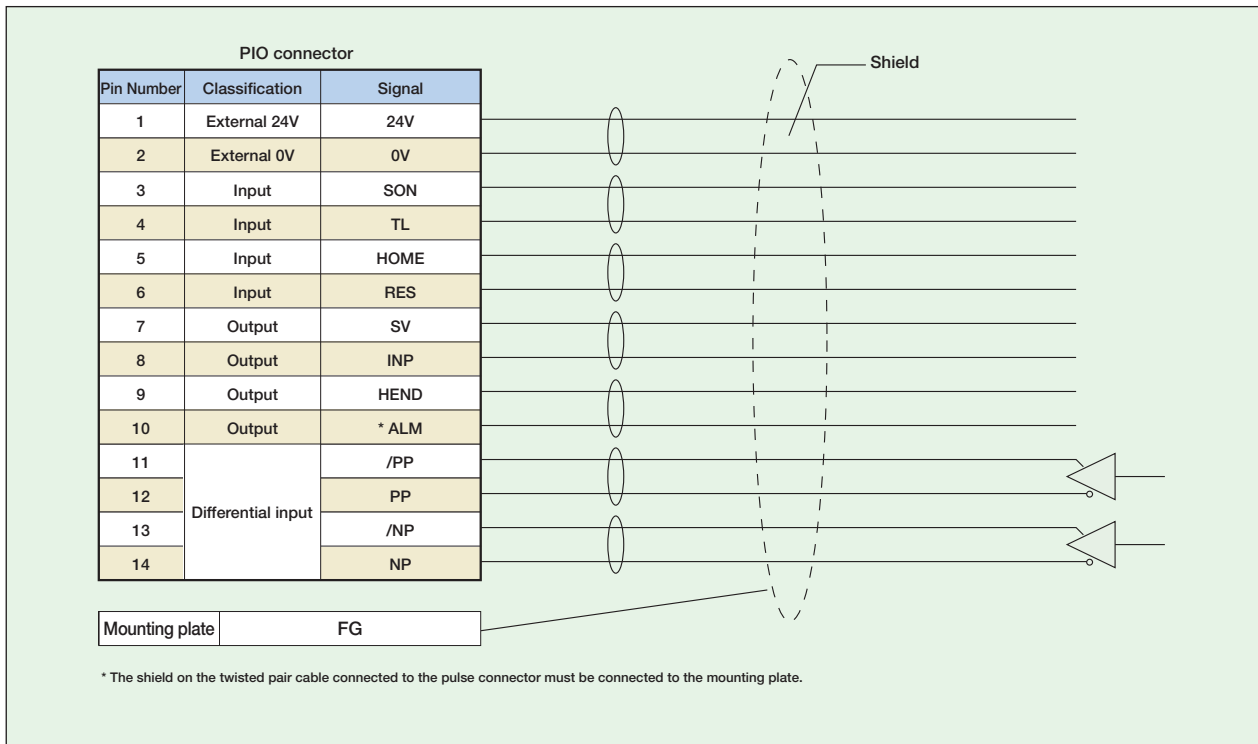 PIO connector
Shield
Pin Number Classification Signal
1 External 24V 24V
2 External 0V 0V
3 Input SON
4 Input TL
5 Input HOME
6 Input RES
7 Output SV
8 Output INP
9 Output HEND
10 Output * ALM
11 Differential input /PP
12 PP
13 /NP
14 NP
Mounting plate FG
* The shield on the twisted pair cable connected to the pulse connector must be connected to the mounting plate.